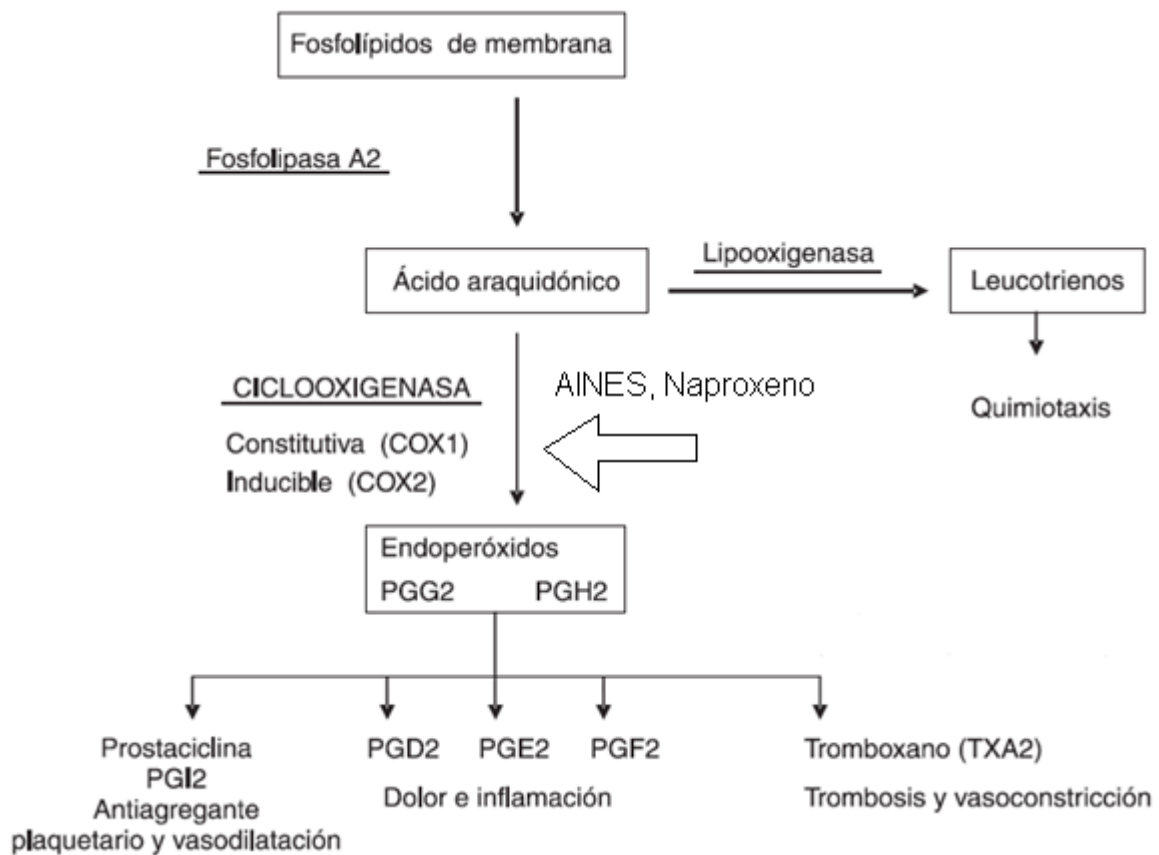 Fosfolípidos de membrana
Fosfolipasa A2
Ácido araquidónico
Lipooxigenasa
Leucotrienos
Quimiotaxis
CICLOOXIGENASA
Constitutiva (COX1)
Inducible (COX2)
AINES, Naproxeno
Endoperóxidos
PGG2 PGH2
Prostaciclina
PGI2
Antiagregante
plaquetario y vasodilatación
PGD2 PGE2 PGF2
Dolor e inflamación
Tromboxano (TXA2)
Trombosis y vasoconstricción